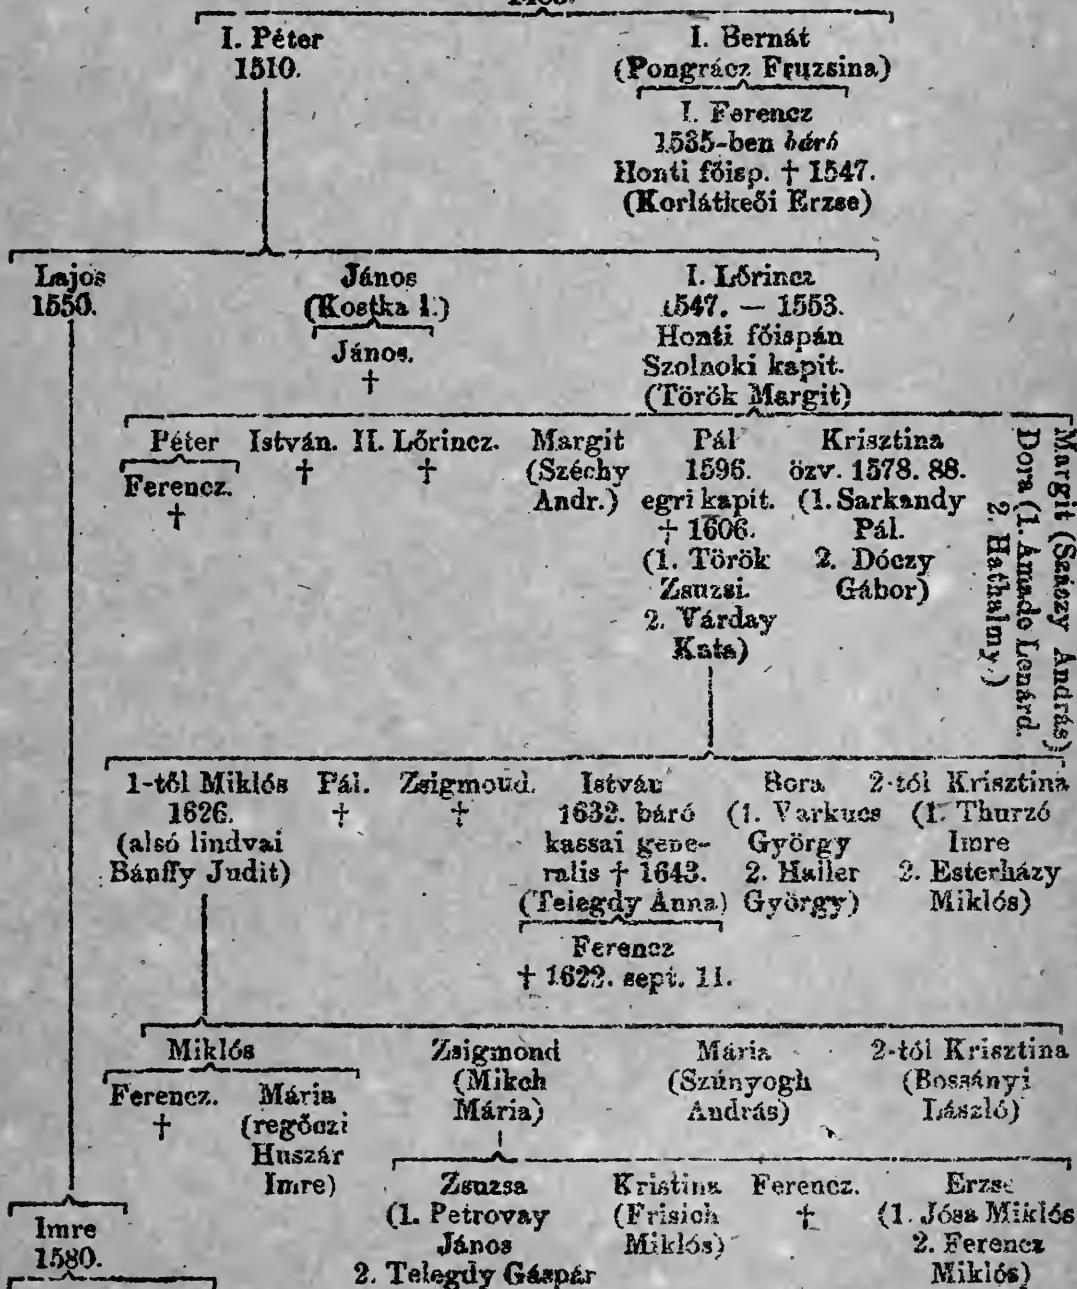 I. Péter
1510.
I. Bernát
(Pongrácz Fruzsina)
I. Ferencz
1535-ben báró
Honti főisp. † 1547.
(Korlátkeői Erzse)
Lajos
1550.
János
(Kostka I.)
János.
†
I. Lőrincz
1547. — 1553.
Honti főispán
Szolnoki kapit.
(Török Margit)
Péter
Ferencz.
†
István.
†
II. Lőrincz.
†
Margit
(Széchy
Andr.)
Pál
1596.
egri kapit.
† 1606.
(1. Török
Zsuzsi.
2. Várday
Kata)
Krisztina
özv. 1578. 88.
(1. Sarkandy
Pál.
2. Dóczy
Gábor)
Margit (Szászy András)
Dora (1. Amade Lenárd.
2. Hathalmy.)
1-től Miklós
1626.
(alsó lindvai
Bánffy Judit)
Pál.
†
Zsigmond.
†
István
1632. báró
kassai gene-
ralis † 1643.
(Telegdy Anna)
Ferencz
† 1622. sept. 11.
Bora
(1. Varkucs
György
2. Haller
György)
2-tól Krisztina
(1. Thurzó
Imre
2. Esterházy
Miklós)
Miklós
Ferencz.
†
Mária
(regőczi
Huszár
Imre)
Zsigmond
(Mikch
Mária)
Mária
(Szúnyogh
András)
2-tól Krisztina
(Bossányi
László)
Zsuzsa
(1. Petrovay
János
2. Telegdy Gáspár
Kristina
(Frisich
Miklós)
Ferencz.
†
Erzse
(1. Jósa Miklós
2. Ferencz
Miklós)
Imre
1580.